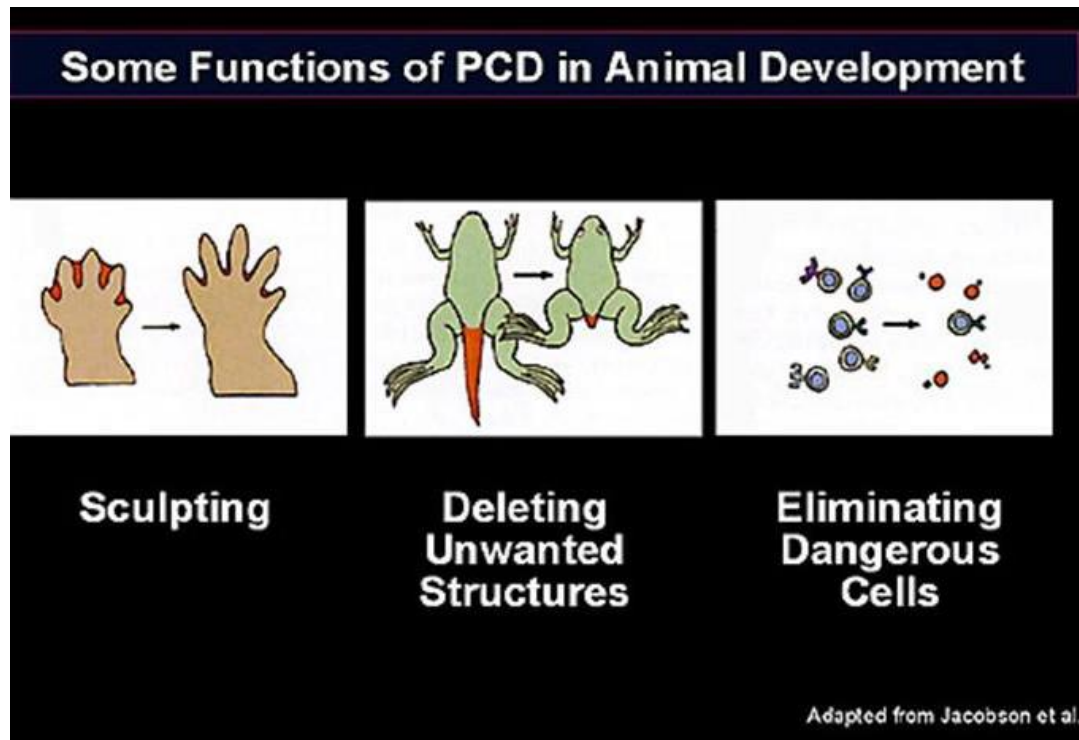 Some Functions of PCD in Animal Development
Sculpting
Deleting
Unwanted
Structures
Eliminating
Dangerous
Cells
Adapted from Jacobson et al.